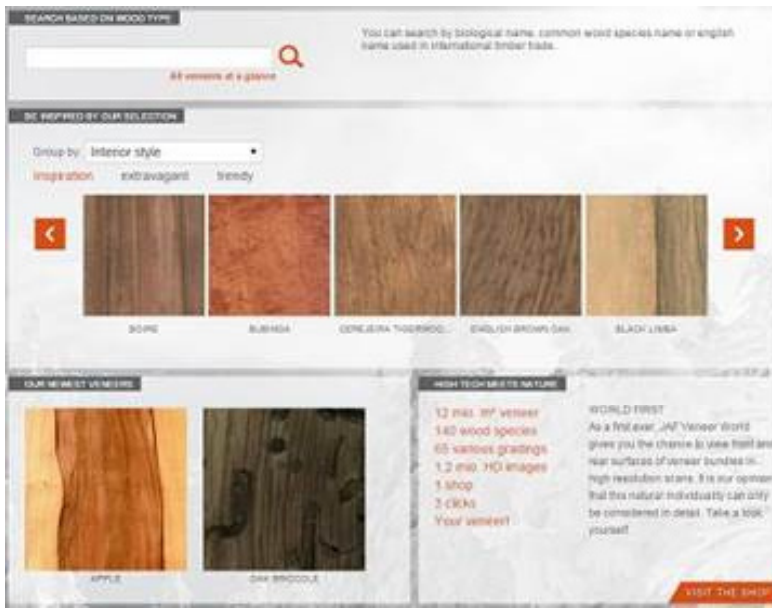 SEARCH BASED ON WOOD TYPE
You can search by biological name, common wood species name or english
name used in international timber trade.
All veneers at a glance
BE INSPIRED BY OUR SELECTION
Group by: Interior style
inspiration extravagant trendy
BOIRE BUBINGA CEREJEIRA TIGERWOO... ENGLISH BROWN OAK BLACK LIMBA
OUR NEWEST VENEERS
APPLE OAK
HIGH TECH MEETS NATURE
12 mio. m² veneer
140 wood species
65 various gradings
1.2 mio. HD images
1 shop
3 clicks
Your veneer!
WORLD FIRST
As a first ever, JAF Veneer World
gives you the chance to view front and
rear surfaces of veneer bundles in
high resolution scans. It is our opinion
that this natural individuality can only
be considered in detail. Take a look
yourself!
VISIT THE SHOP